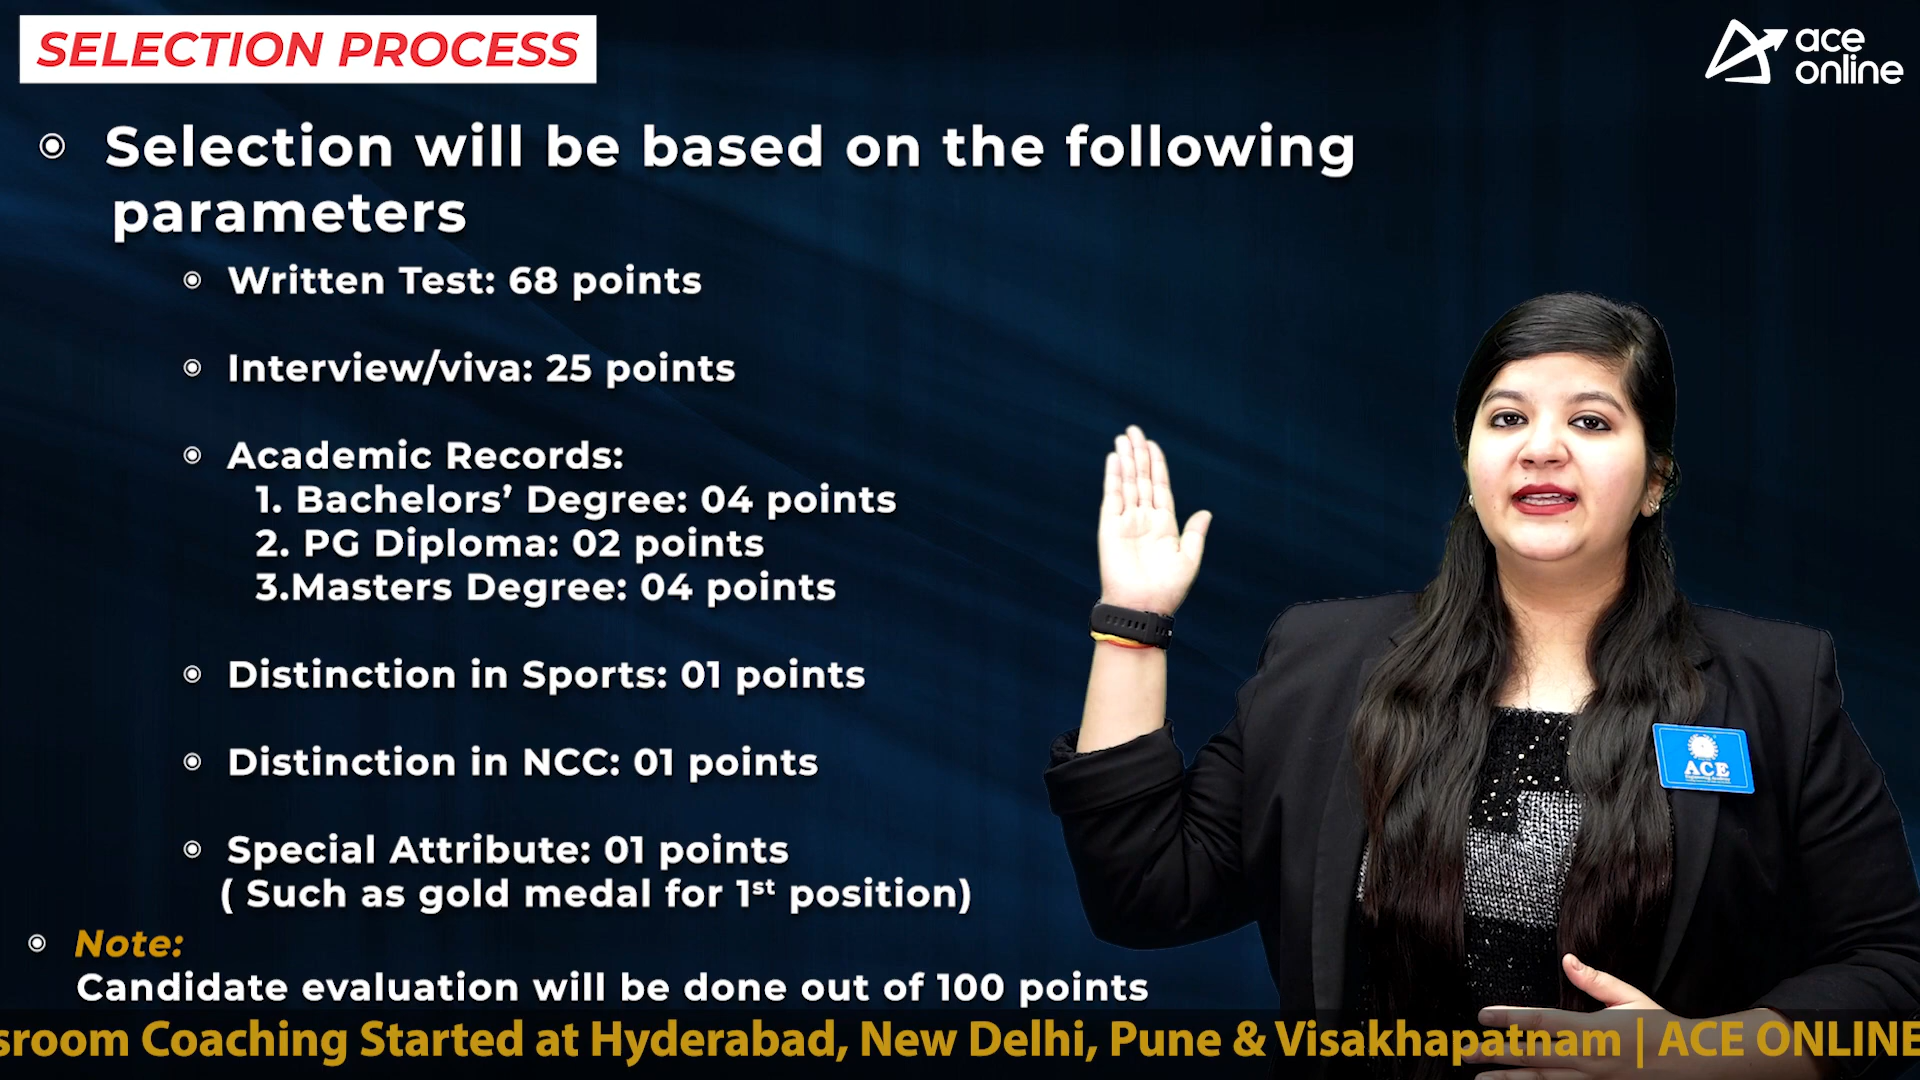 SELECTION PROCESS
ace
online
Selection will be based on the following
parameters
Written Test: 68 points
Interview/viva: 25 points
Academic Records:
1. Bachelors’ Degree: 04 points
2. PG Diploma: 02 points
3.Masters Degree: 04 points
Distinction in Sports: 01 points
Distinction in NCC: 01 points
Special Attribute: 01 points
( Such as gold medal for 1st position)
Note:
Candidate evaluation will be done out of 100 points
ACE
sroom Coaching Started at Hyderabad, New Delhi, Pune & Visakhapatnam | ACE ONLINE